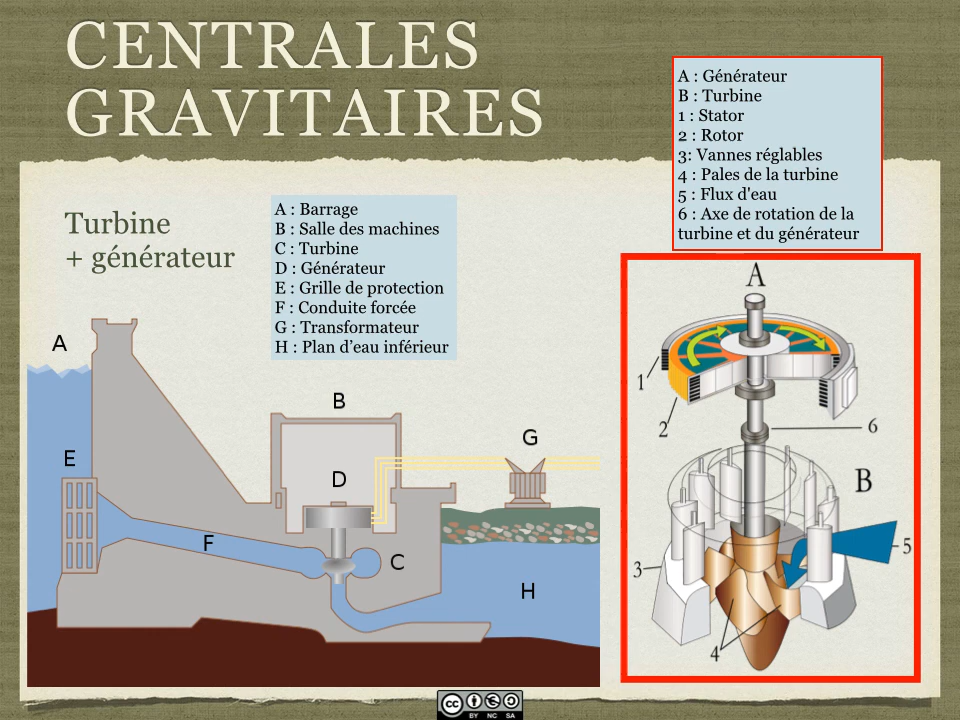 CENTRALES
GRAVITAIRES
A : Générateur
B : Turbine
1 : Stator
2 : Rotor
3: Vannes réglables
4 : Pales de la turbine
5 : Flux d'eau
6 : Axe de rotation de la
turbine et du générateur
Turbine
+ générateur
A : Barrage
B : Salle des machines
C : Turbine
D : Générateur
E : Grille de protection
F : Conduite forcée
G : Transformateur
H : Plan d’eau inférieur
A
B
G
E
D
F
C
H
A
1
2
6
B
5
3
4
cc
BY NC SA